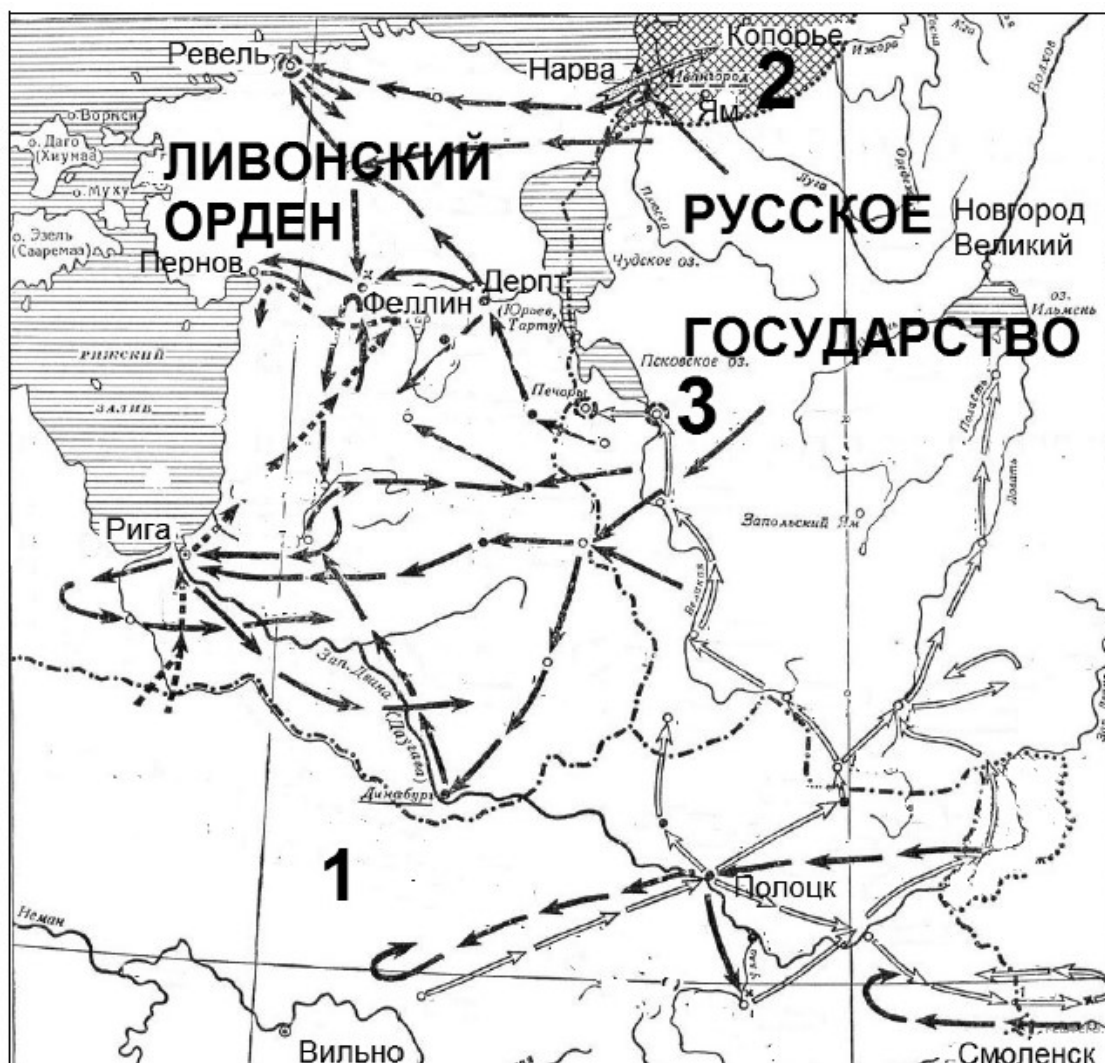 Копорье
Ижора
Ревель
Нарва
Ивангород
2
Волхов
Ям
о. Вормси
о. Даго
(Хиумаа)
ЛИВОНСКИЙ
ОРДЕН
о. Муху
Луга
Плюсса
РУССКОЕ
Новгород
Великий
о. Эзель
(Сааремаа)
Пернов
Чудское оз.
Феллин
Дерпт
(Юрьев,
Тарту)
оз.
Ильмень
ГОСУДАРСТВО
РИЖСКИЙ
ЗАЛИВ
Псковское оз.
Печоры
3
Полисть
Ловать
Рига
Запольский Ям
Великая
Зап. Двина
(Даугава)
Зап.
Динабург
1
Полоцк
Неман
Улла
Вильно
Смоленск